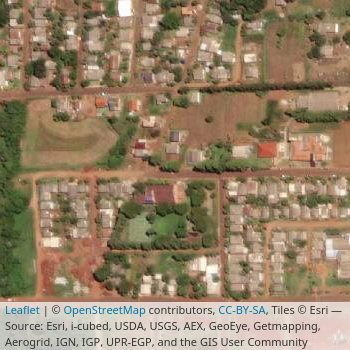 Leaflet | © OpenStreetMap contributors, CC-BY-SA, Tiles © Esri —
Source: Esri, i-cubed, USDA, USGS, AEX, GeoEye, Getmapping,
Aerogrid, IGN, IGP, UPR-EGP, and the GIS User Community